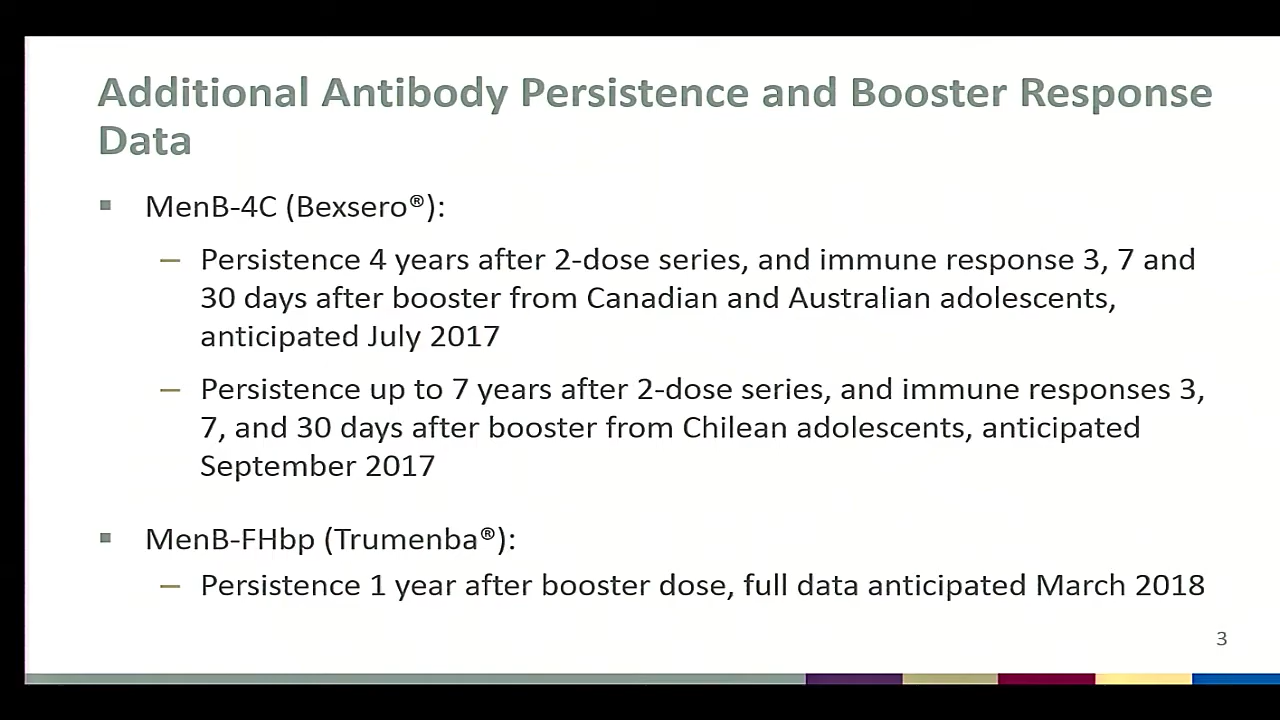 Additional Antibody Persistence and Booster Response
Data
▪ MenB-4C (Bexsero®):
– Persistence 4 years after 2-dose series, and immune response 3, 7 and
30 days after booster from Canadian and Australian adolescents,
anticipated July 2017
– Persistence up to 7 years after 2-dose series, and immune responses 3,
7, and 30 days after booster from Chilean adolescents, anticipated
September 2017
▪ MenB-FHbp (Trumenba®):
– Persistence 1 year after booster dose, full data anticipated March 2018
3